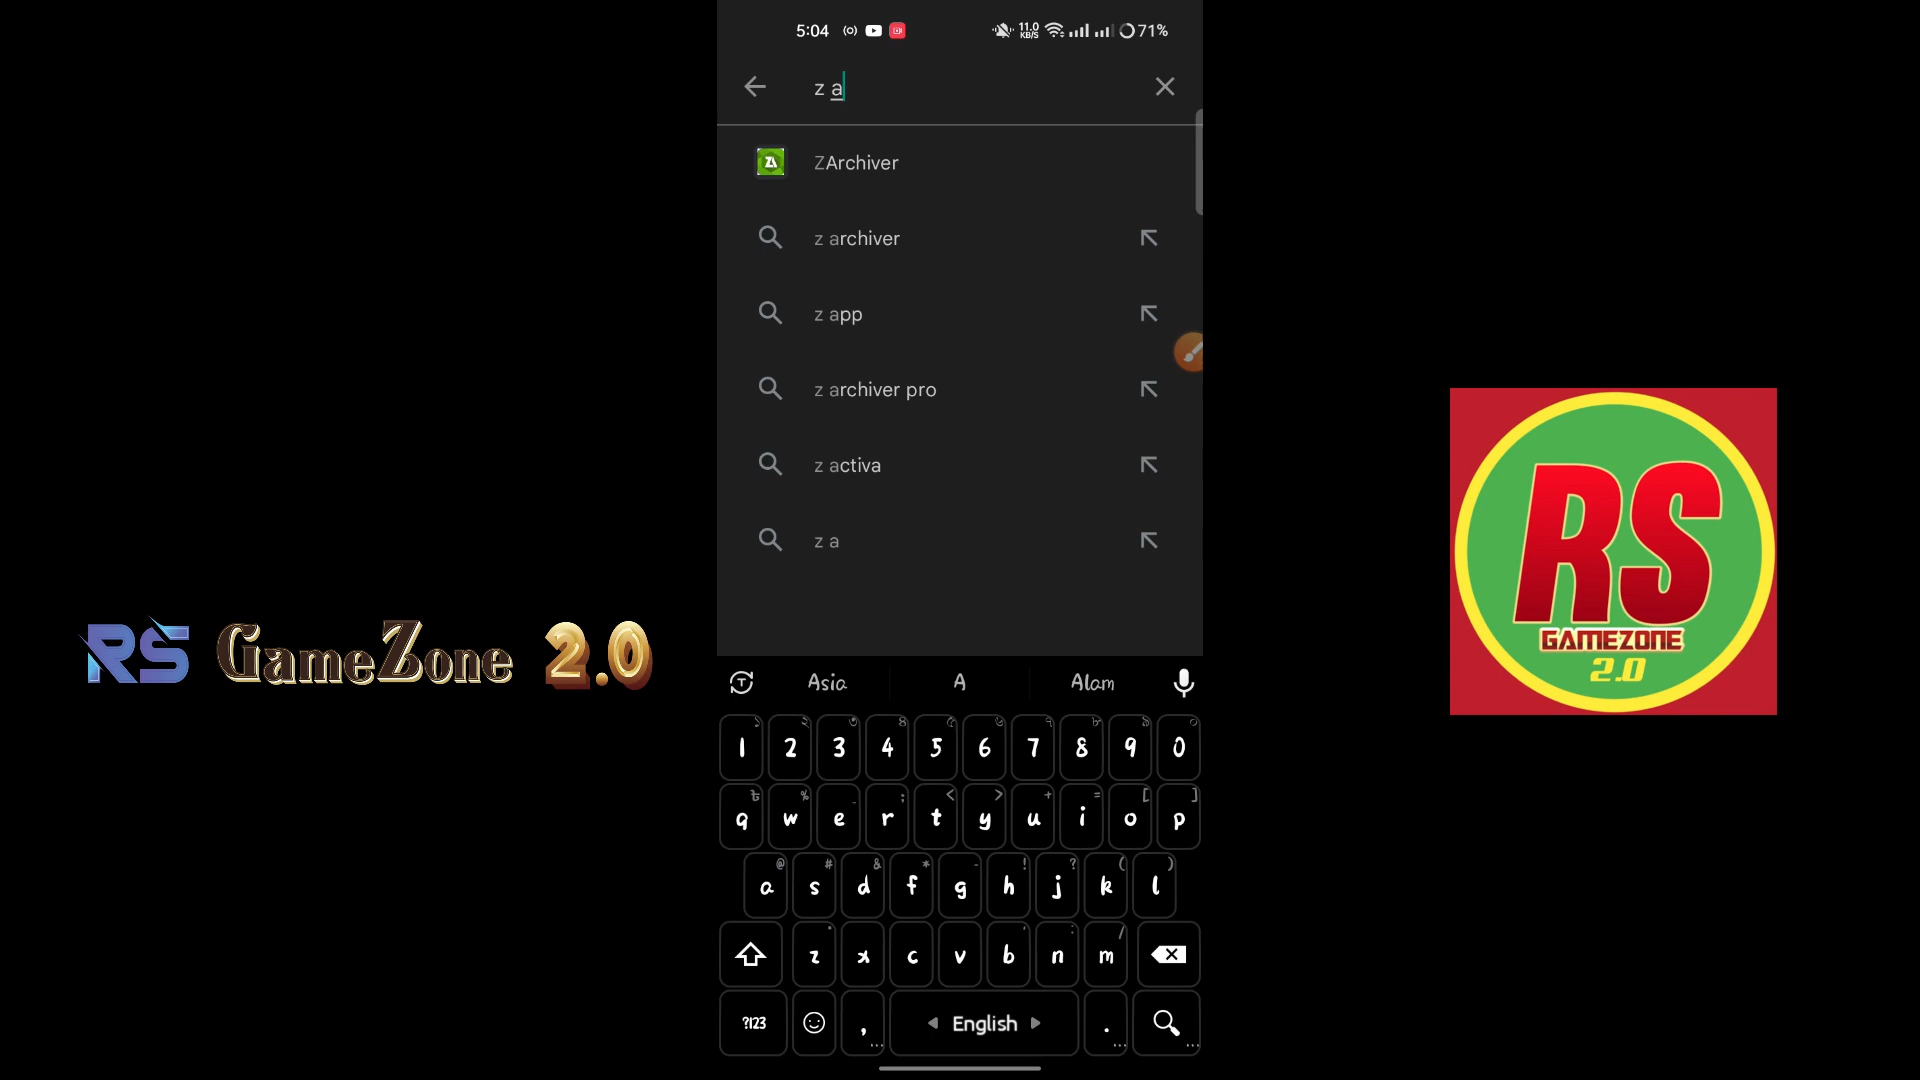 5:04 11.0 KB/S 71%
z a
ZArchiver
z archiver
z app
z archiver pro
z activa
z a
RS GameZone 2.0
RS
GAMEZONE
2.0
Asia A Alam
1 2 3 4 5 6 7 8 9 0
q w e r t y u i o p
a s d f g h j k l
z x c v b n m
?123 , English .